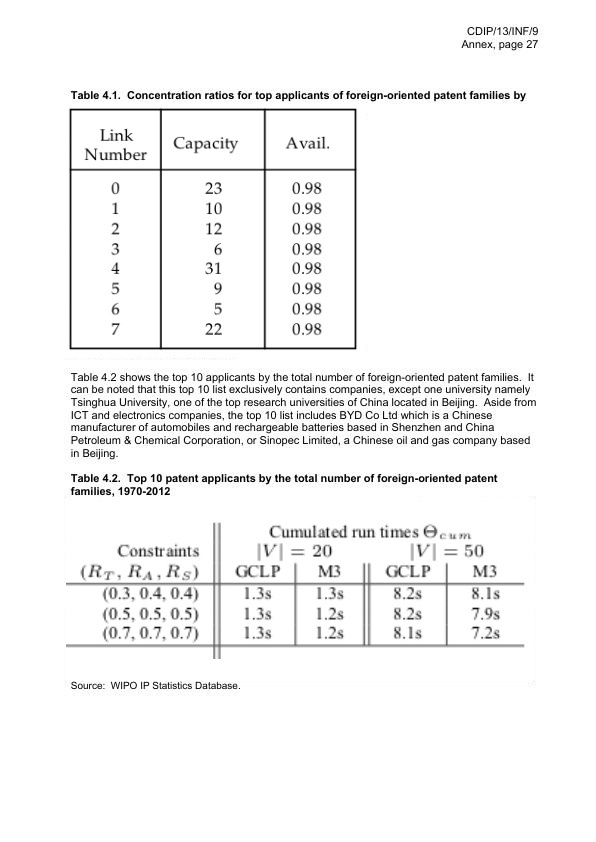 CDIP/13/INF/9
Annex, page 27
Table 4.1.  Concentration ratios for top applicants of foreign-oriented patent families by
Link Number Capacity Avail.
0 23 0.98
1 10 0.98
2 12 0.98
3 6 0.98
4 31 0.98
5 9 0.98
6 5 0.98
7 22 0.98
Table 4.2 shows the top 10 applicants by the total number of foreign-oriented patent families.  It
can be noted that this top 10 list exclusively contains companies, except one university namely
Tsinghua University, one of the top research universities of China located in Beijing.  Aside from
ICT and electronics companies, the top 10 list includes BYD Co Ltd which is a Chinese
manufacturer of automobiles and rechargeable batteries based in Shenzhen and China
Petroleum & Chemical Corporation, or Sinopec Limited, a Chinese oil and gas company based
in Beijing.
Table 4.2.  Top 10 patent applicants by the total number of foreign-oriented patent
families, 1970-2012
Cumulated run times Θcum
Constraints |V| = 20 |V| = 50
(RT, RA, RS) GCLP M3 GCLP M3
(0.3, 0.4, 0.4) 1.3s 1.3s 8.2s 8.1s
(0.5, 0.5, 0.5) 1.3s 1.2s 8.2s 7.9s
(0.7, 0.7, 0.7) 1.3s 1.2s 8.1s 7.2s
Source:  WIPO IP Statistics Database.